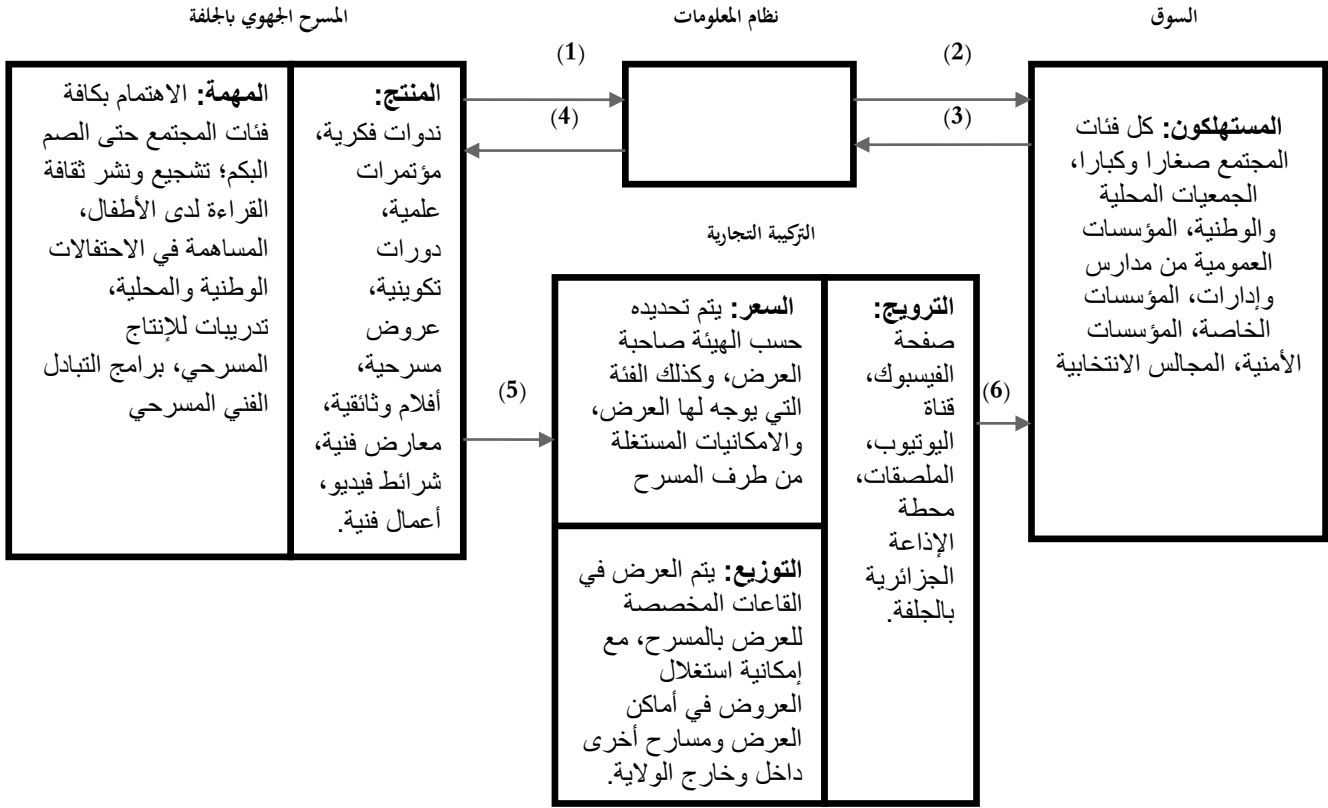 المسرح الجهوي بالجلفة
نظام المعلومات
السوق
(1)
(2)
(4)
(3)
المهمة: الاهتمام بكافة
فئات المجتمع حتى الصم
البكم؛ تشجيع ونشر ثقافة
القراءة لدى الأطفال،
المساهمة في الاحتفالات
الوطنية والمحلية،
تدريبات للإنتاج
المسرحي، برامج التبادل
الفني المسرحي
المنتج:
ندوات فكرية،
مؤتمرات
علمية،
دورات
تكوينية،
عروض
مسرحية،
أفلام وثائقية،
معارض فنية،
شرائط فيديو،
أعمال فنية.
المستهلكون: كل فئات
المجتمع صغارا وكبارا،
الجمعيات المحلية
والوطنية، المؤسسات
العمومية من مدارس
وإدارات، المؤسسات
الخاصة، المؤسسات
الأمنية، المجالس الانتخابية
التركيبة التجارية
(5)
(6)
السعر: يتم تحديده
حسب الهيئة صاحبة
العرض، وكذلك الفئة
التي يوجه لها العرض،
والامكانيات المستغلة
من طرف المسرح
الترويج:
صفحة
الفيسبوك،
قناة
اليوتيوب،
الملصقات،
محطة
الإذاعة
الجزائرية
بالجلفة.
التوزيع: يتم العرض في
القاعات المخصصة
للعرض بالمسرح، مع
إمكانية استغلال
العروض في أماكن
العرض ومسارح أخرى
داخل وخارج الولاية.